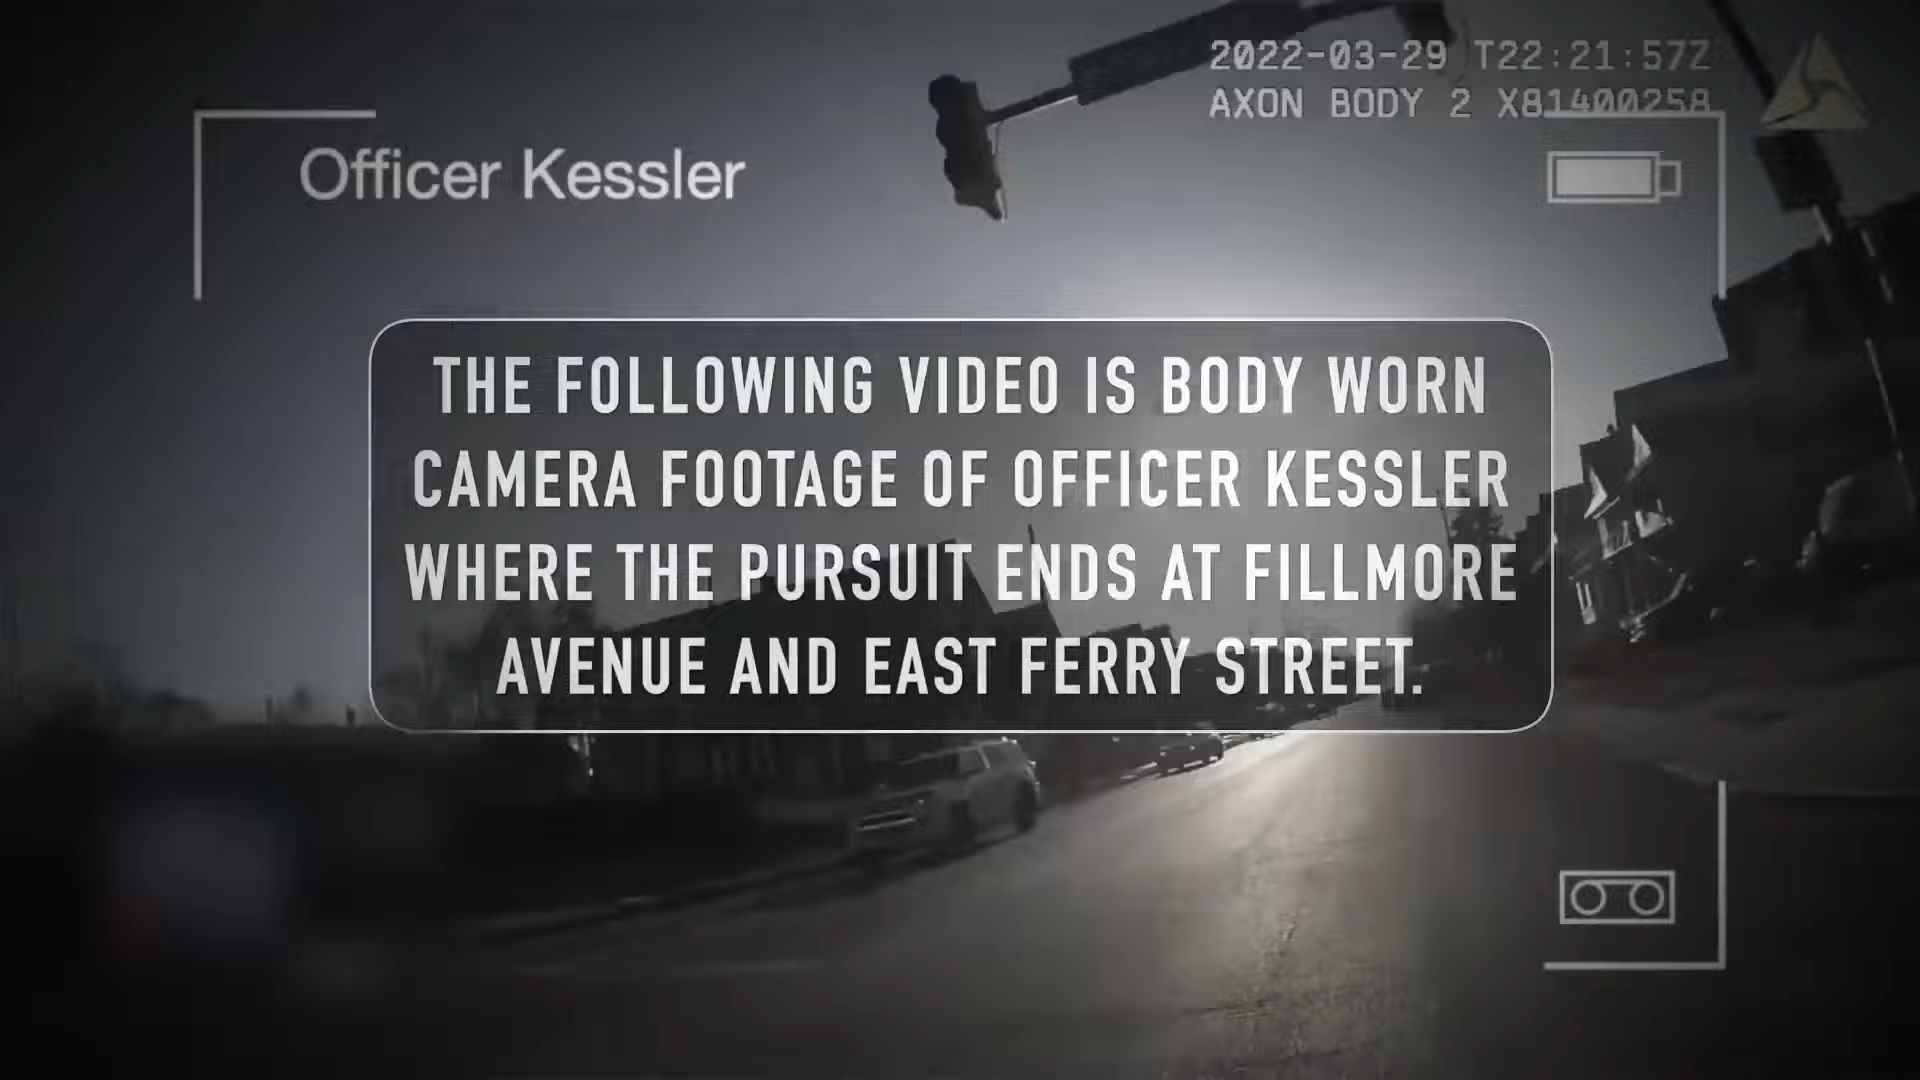 2022-03-29 T22:21:57Z
AXON BODY 2 X81400258
Officer Kessler
THE FOLLOWING VIDEO IS BODY WORN
CAMERA FOOTAGE OF OFFICER KESSLER
WHERE THE PURSUIT ENDS AT FILLMORE
AVENUE AND EAST FERRY STREET.